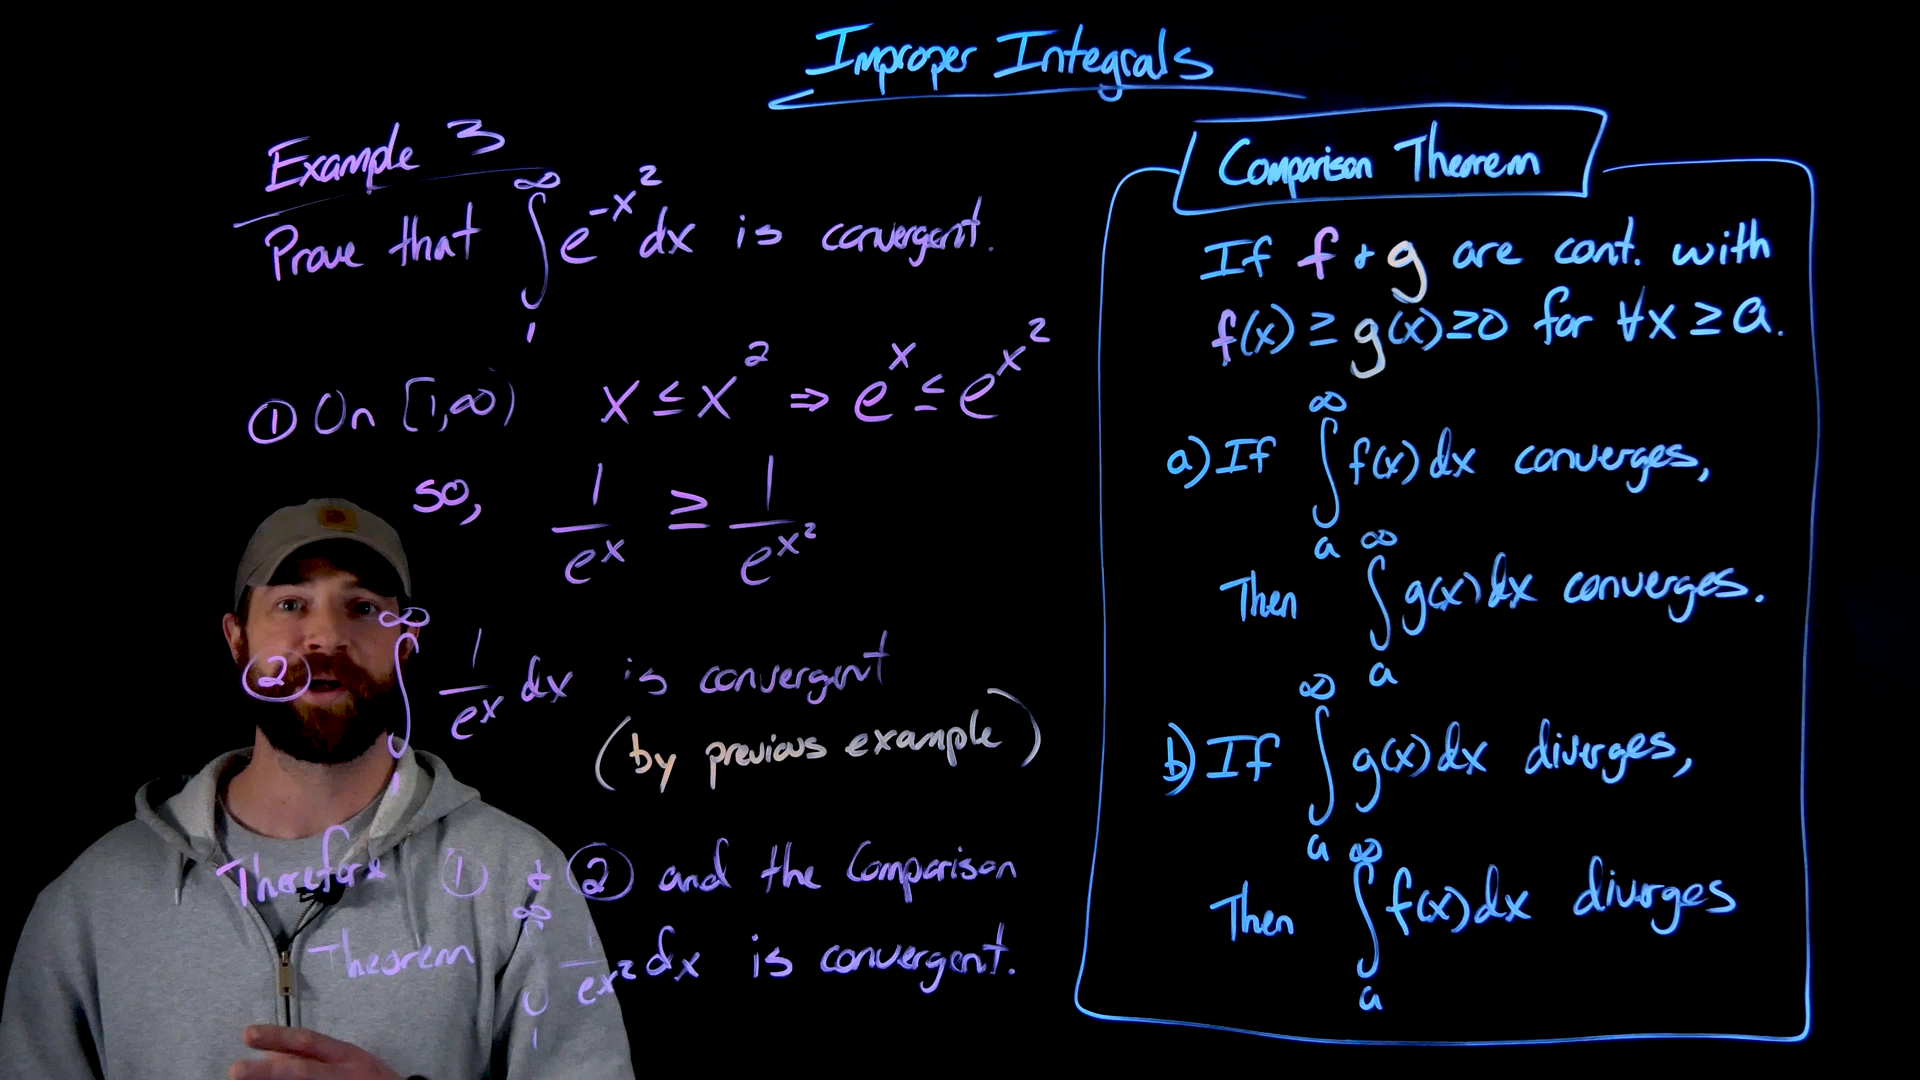 Improper Integrals
Example 3
Prove that ∫₁^∞ e^(-x²) dx is convergent.
① On [1,∞) x ≤ x² ⇒ e^x ≤ e^(x²)
so, 1/e^x ≥ 1/e^(x²)
② ∫₁^∞ 1/e^x dx is convergent
(by previous example)
Therefore ① + ② and the Comparison
Theorem ∫₁^∞ 1/e^(x²) dx is convergent.
Comparison Theorem
If f + g are cont. with
f(x) ≥ g(x) ≥ 0 for ∀x ≥ a.
a) If ∫ₐ^∞ f(x) dx converges,
Then ∫ₐ^∞ g(x) dx converges.
b) If ∫ₐ^∞ g(x) dx diverges,
Then ∫ₐ^∞ f(x) dx diverges